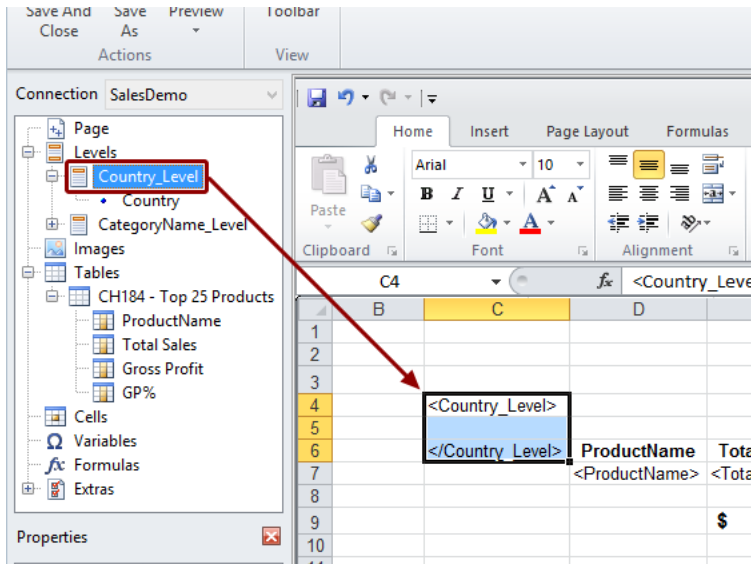 Save And Save Preview Toolbar
Close As
Actions View
Connection SalesDemo
Page
Levels
Country_Level
Country
CategoryName_Level
Images
Tables
CH184 - Top 25 Products
ProductName
Total Sales
Gross Profit
GP%
Cells
Variables
Formulas
Extras
Properties
Home Insert Page Layout Formulas
Paste
Arial 10
B I U A A
Clipboard Font Alignment
C4 fx <Country_Leve
B C D
1
2
3
4 <Country_Level>
5
6 </Country_Level> ProductName Tota
7 <ProductName> <Tota
8
9 $
10